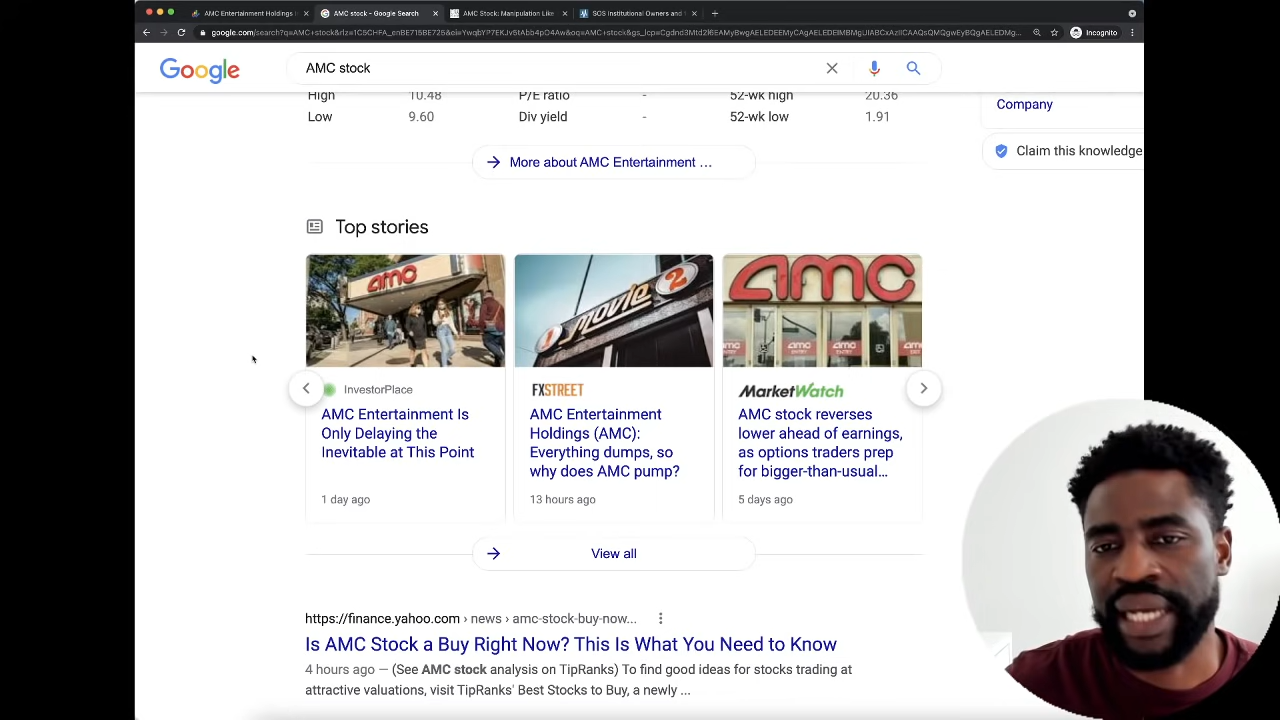 AMC Entertainment Holdings
AMC stock - Google Search
AMC Stock: Manipulation Like
SOS Institutional Owners and
Incognito
Google
AMC stock
High 10.48 P/E ratio - 52-wk high 20.36
Low 9.60 Div yield - 52-wk low 1.91
Company
Claim this knowledge
More about AMC Entertainment ...
Top stories
amc
1 movie 2
amc
AMC ENTRY
InvestorPlace
AMC Entertainment Is
Only Delaying the
Inevitable at This Point
1 day ago
FXSTREET
AMC Entertainment
Holdings (AMC):
Everything dumps, so
why does AMC pump?
13 hours ago
MarketWatch
AMC stock reverses
lower ahead of earnings,
as options traders prep
for bigger-than-usual...
5 days ago
View all
https://finance.yahoo.com › news › amc-stock-buy-now...
Is AMC Stock a Buy Right Now? This Is What You Need to Know
4 hours ago — (See AMC stock analysis on TipRanks) To find good ideas for stocks trading at
attractive valuations, visit TipRanks' Best Stocks to Buy, a newly ...